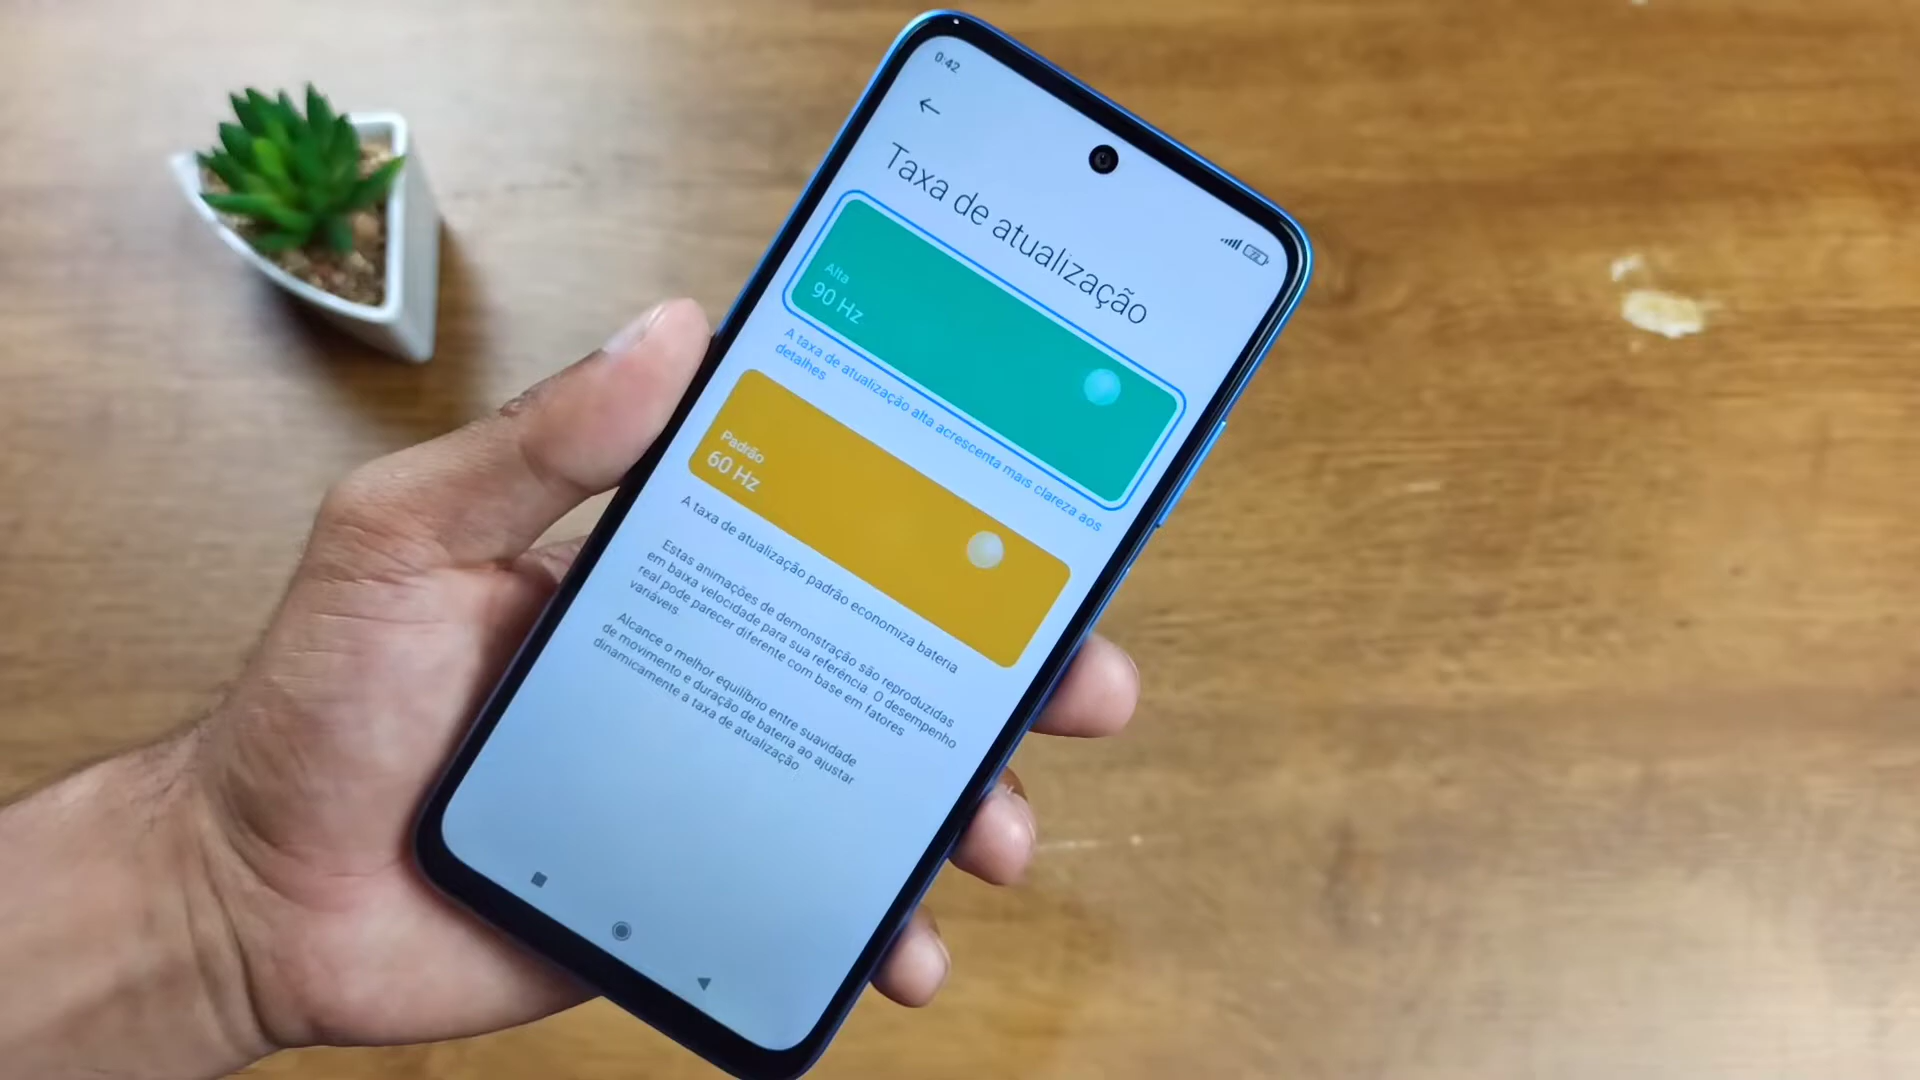 0:42
72
Taxa de atualização
Alta
90 Hz
A taxa de atualização alta acrescenta mais clareza aos
detalhes
Padrão
60 Hz
A taxa de atualização padrão economiza bateria
Estas animações de demonstração são reproduzidas
em baixa velocidade para sua referência. O desempenho
real pode parecer diferente com base em fatores
variáveis.
Alcance o melhor equilíbrio entre suavidade
de movimento e duração de bateria ao ajustar
dinamicamente a taxa de atualização